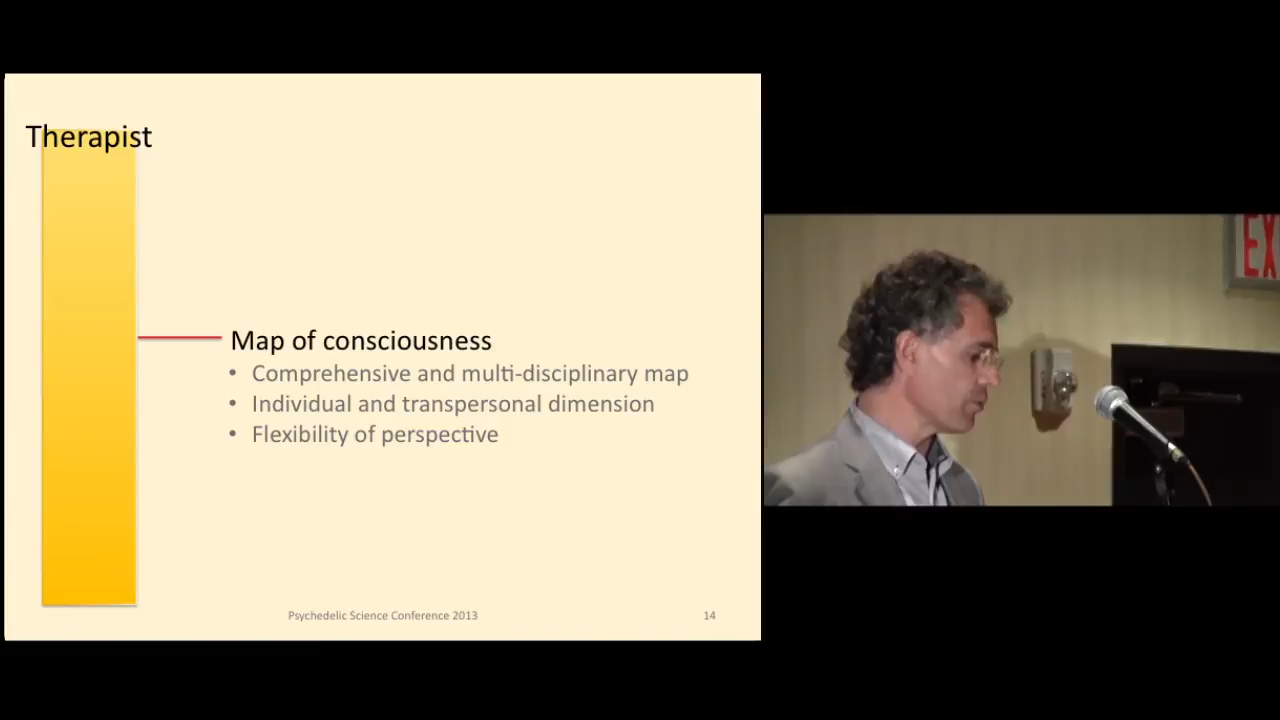 Therapist
Map of consciousness
• Comprehensive and multi-disciplinary map
• Individual and transpersonal dimension
• Flexibility of perspective
Psychedelic Science Conference 2013
14
EX